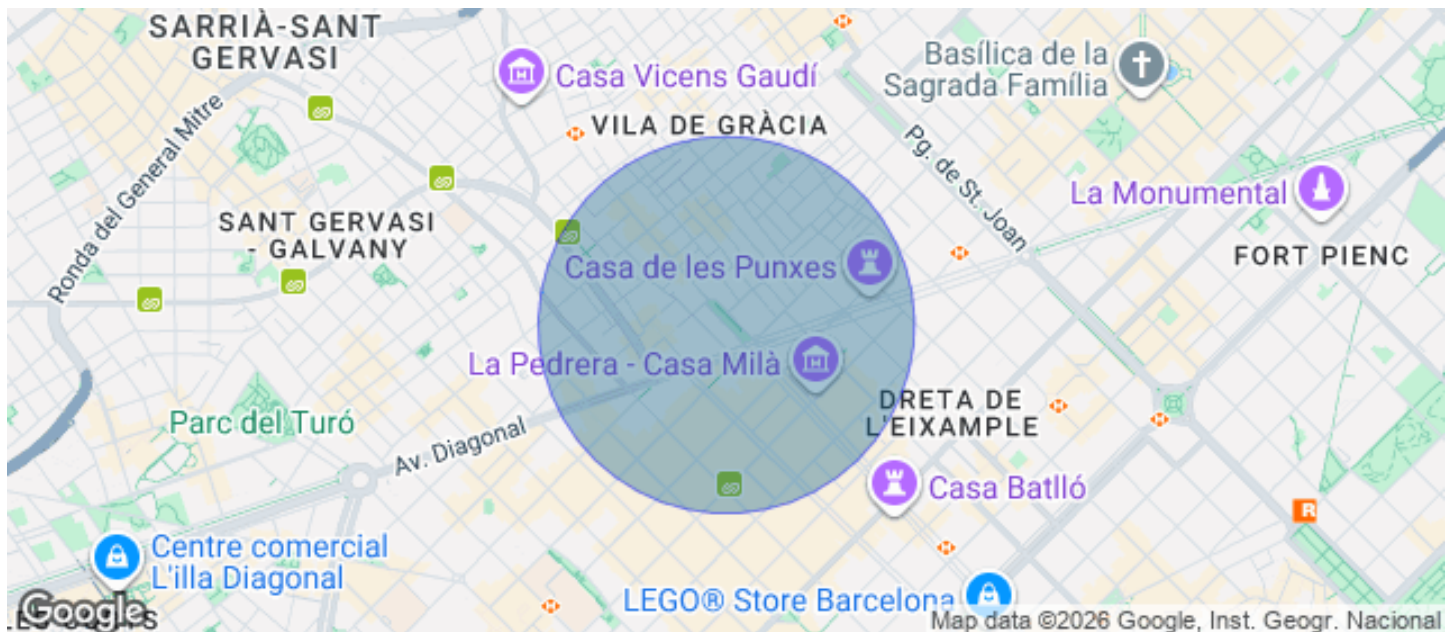 SARRIÀ-SANT
GERVASI
Casa Vicens Gaudí
Basílica de la
Sagrada Família
VILA DE GRÀCIA
Ronda del General Mitre
Pg. de St. Joan
La Monumental
SANT GERVASI
- GALVANY
FORT PIENC
Casa de les Punxes
La Pedrera - Casa Milà
DRETA DE
L'EIXAMPLE
Parc del Turó
Av. Diagonal
Casa Batlló
R
Centre comercial
L'illa Diagonal
LEGO® Store Barcelona
Google
Map data ©2026 Google, Inst. Geogr. Nacional